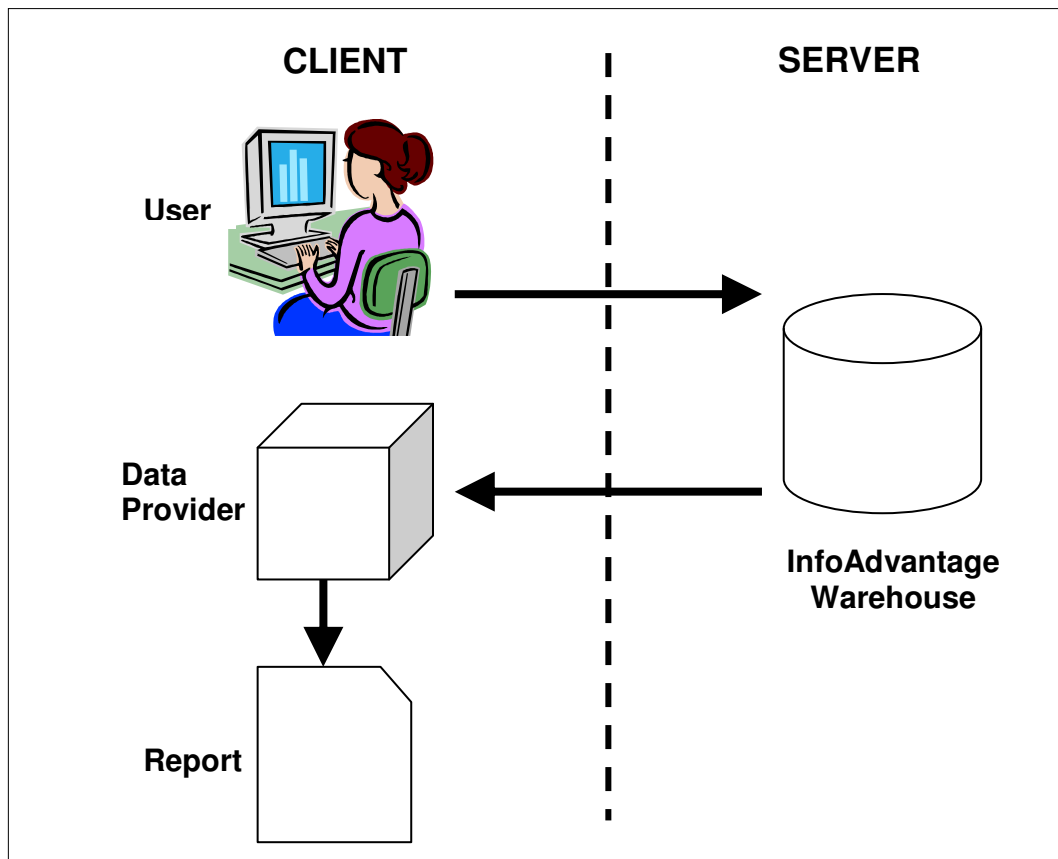 CLIENT
SERVER
User
Data
Provider
InfoAdvantage
Warehouse
Report